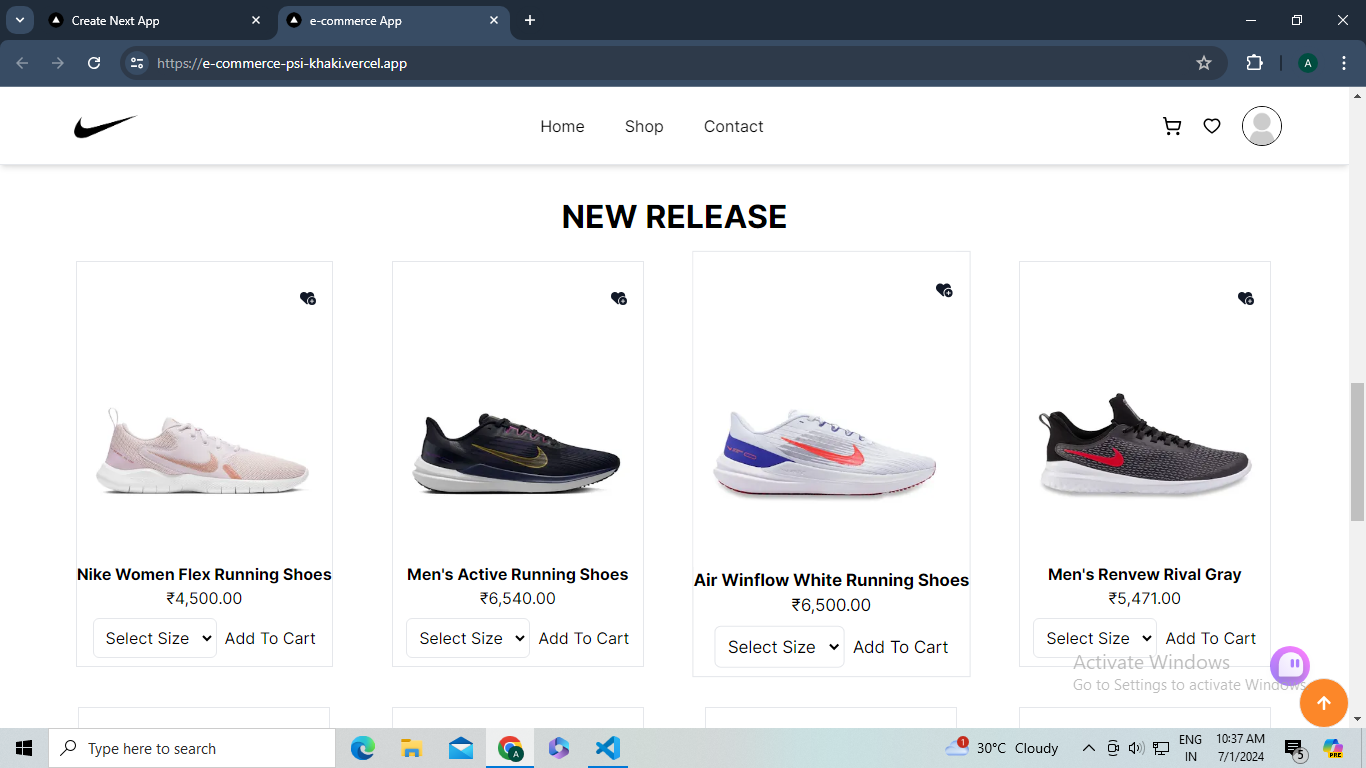 Create Next App
e-commerce App
https://e-commerce-psi-khaki.vercel.app
A
Home
Shop
Contact
NEW RELEASE
Nike Women Flex Running Shoes
₹4,500.00
Select Size
Add To Cart
Men's Active Running Shoes
₹6,540.00
Select Size
Add To Cart
Air Winflow White Running Shoes
₹6,500.00
Select Size
Add To Cart
Men's Renvew Rival Gray
₹5,471.00
Select Size
Add To Cart
Activate Windows
Go to Settings to activate Windows.
Type here to search
A
1
30°C Cloudy
ENG
IN
10:37 AM
7/1/2024
5
PRE